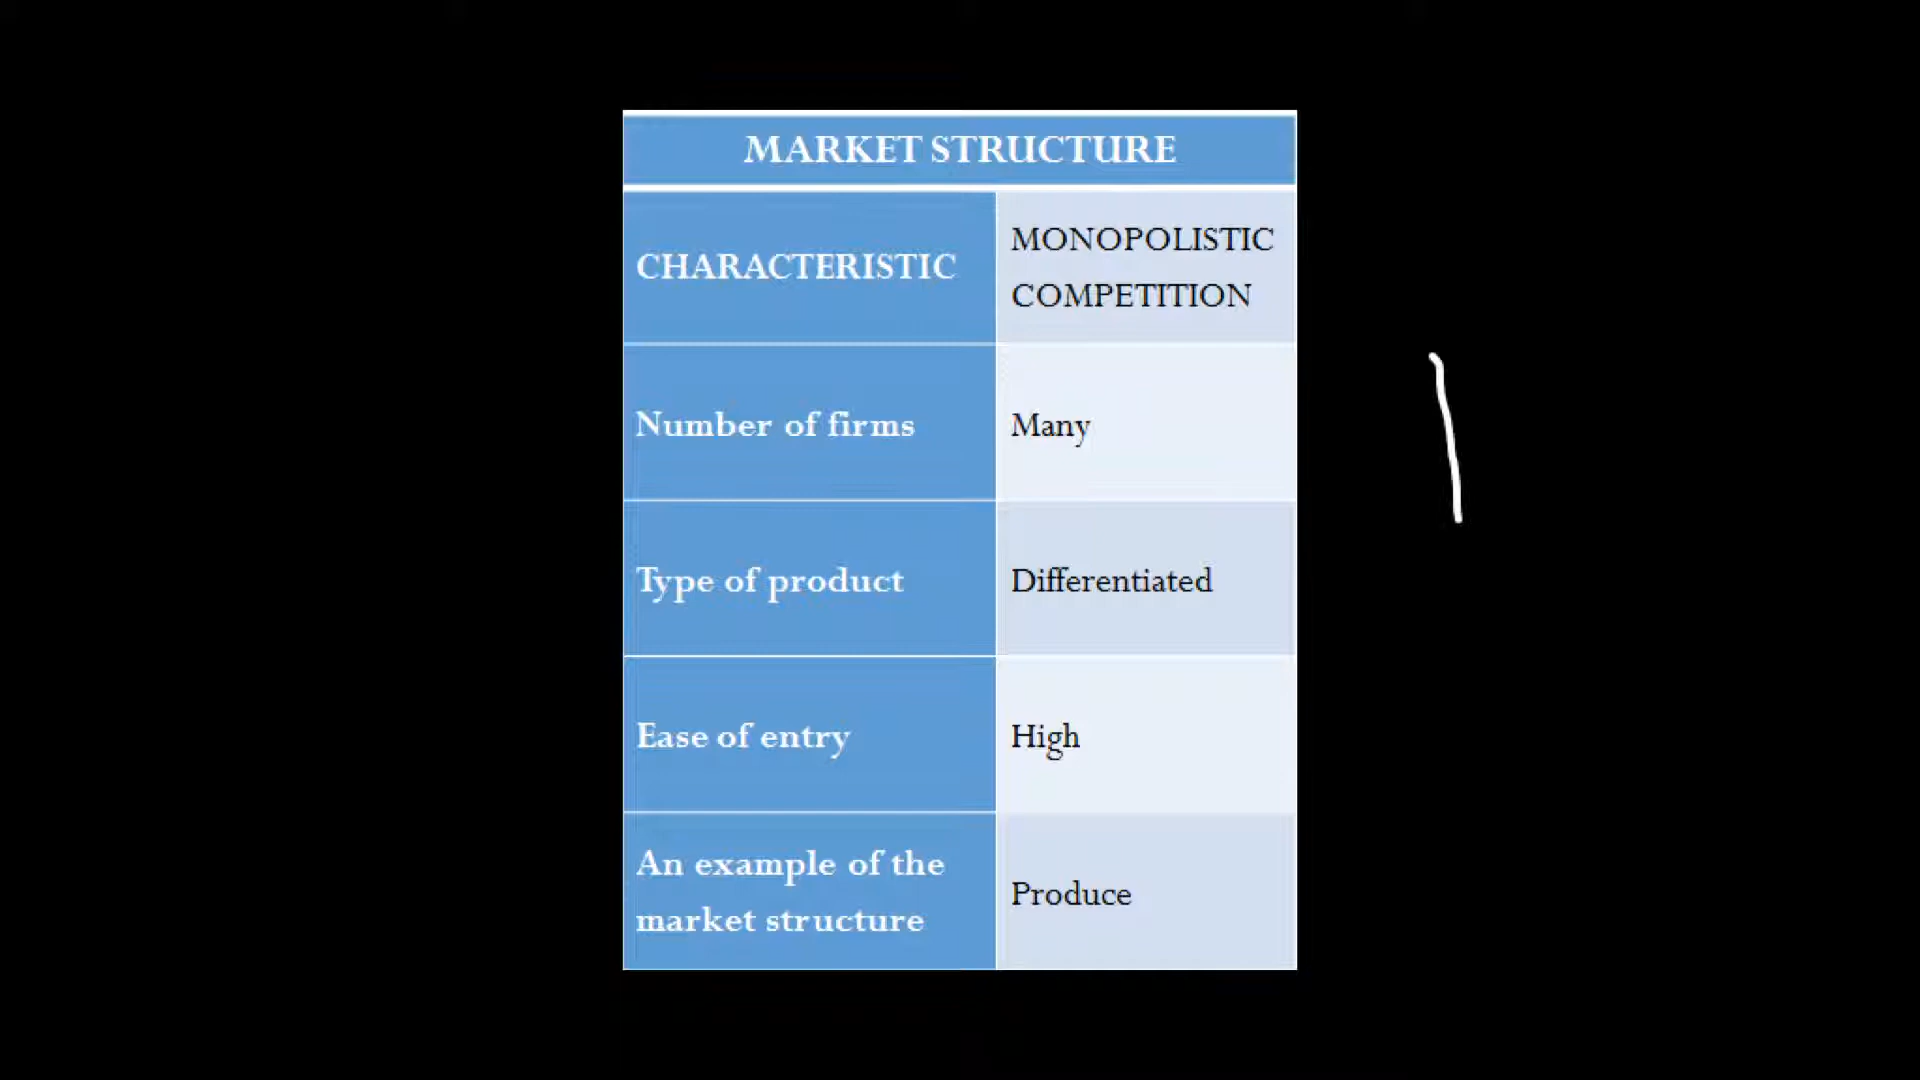 MARKET STRUCTURE
CHARACTERISTIC
MONOPOLISTIC
COMPETITION
Number of firms
Many
Type of product
Differentiated
Ease of entry
High
An example of the
market structure
Produce